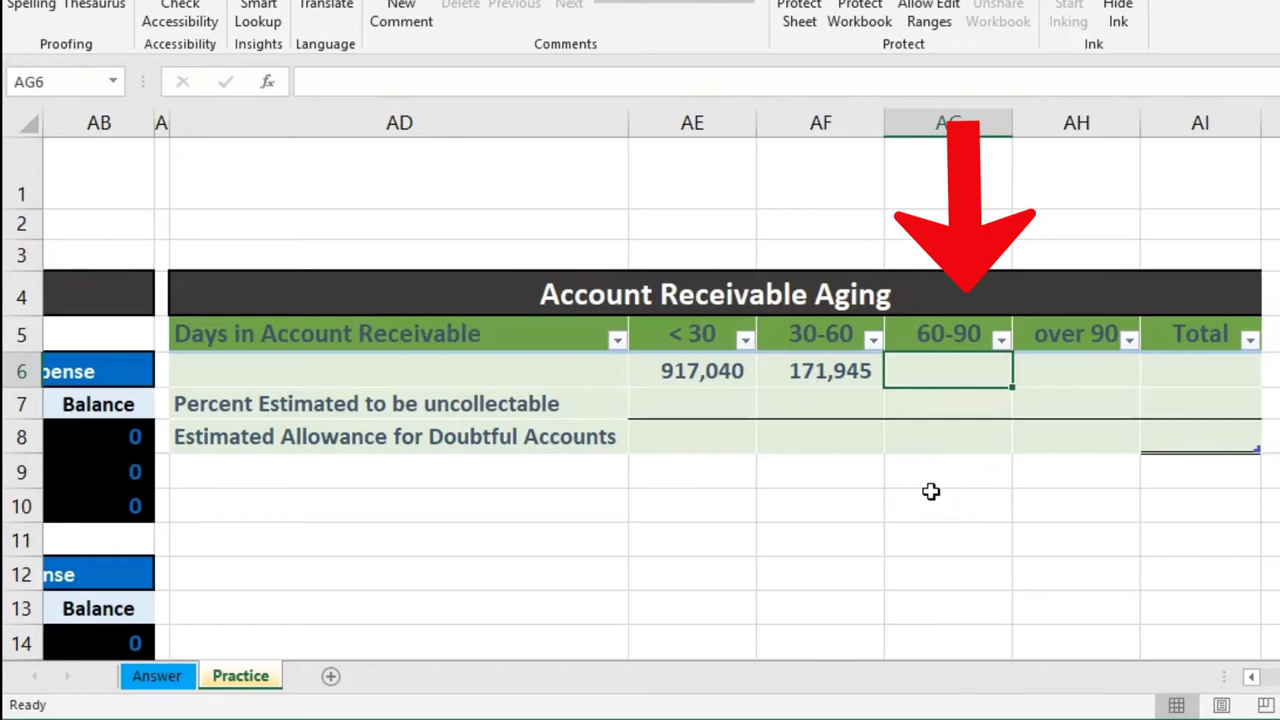 Spelling Thesaurus Check Smart Translate New Delete Previous Next Protect Protect Allow Edit Unshare Start Hide
Accessibility Lookup Comment Sheet Workbook Ranges Workbook Inking Ink
Proofing Accessibility Insights Language Comments Protect Ink
AG6 fx
AB A AD AE AF AG AH AI
1
2
3
4 Account Receivable Aging
5 Days in Account Receivable < 30 30-60 60-90 over 90 Total
6 pense 917,040 171,945
7 Balance Percent Estimated to be uncollectable
8 0 Estimated Allowance for Doubtful Accounts
9 0
10 0
11
12 nse
13 Balance
14 0
Answer Practice
Ready